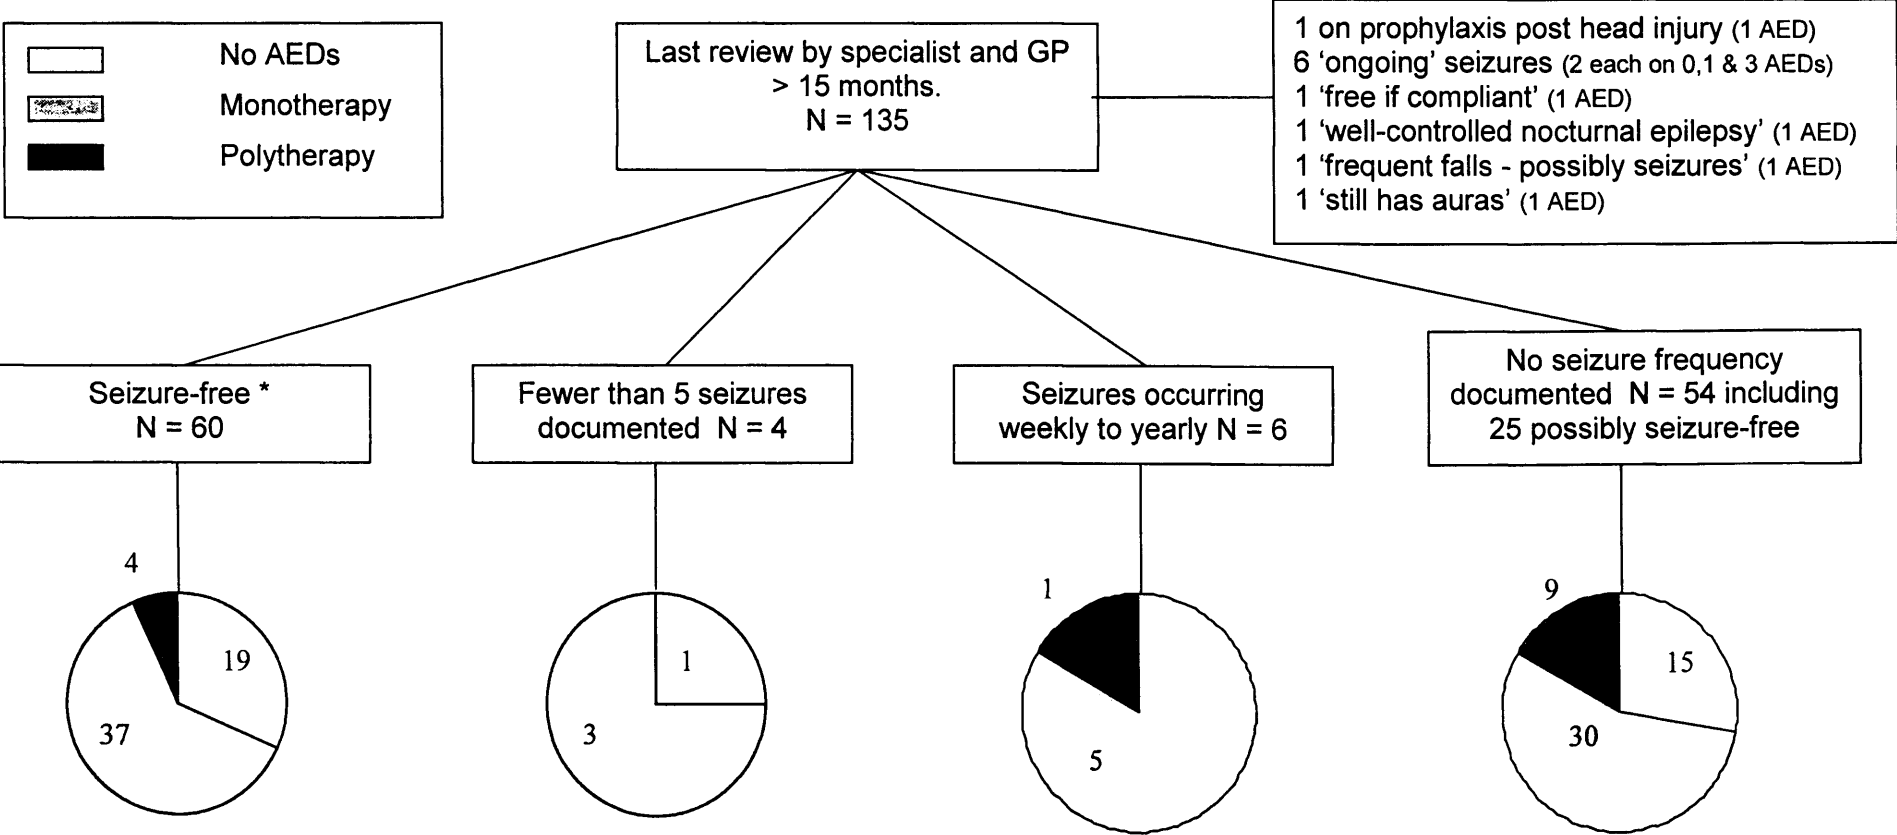 No AEDs
Monotherapy
Polytherapy
Last review by specialist and GP
> 15 months.
N = 135
1 on prophylaxis post head injury (1 AED)
6 ‘ongoing’ seizures (2 each on 0,1 & 3 AEDs)
1 ‘free if compliant’ (1 AED)
1 ‘well-controlled nocturnal epilepsy’ (1 AED)
1 ‘frequent falls - possibly seizures’ (1 AED)
1 ‘still has auras’ (1 AED)
Seizure-free *
N = 60
Fewer than 5 seizures
documented N = 4
Seizures occurring
weekly to yearly N = 6
No seizure frequency
documented N = 54 including
25 possibly seizure-free
4
19
37
1
3
1
5
9
15
30